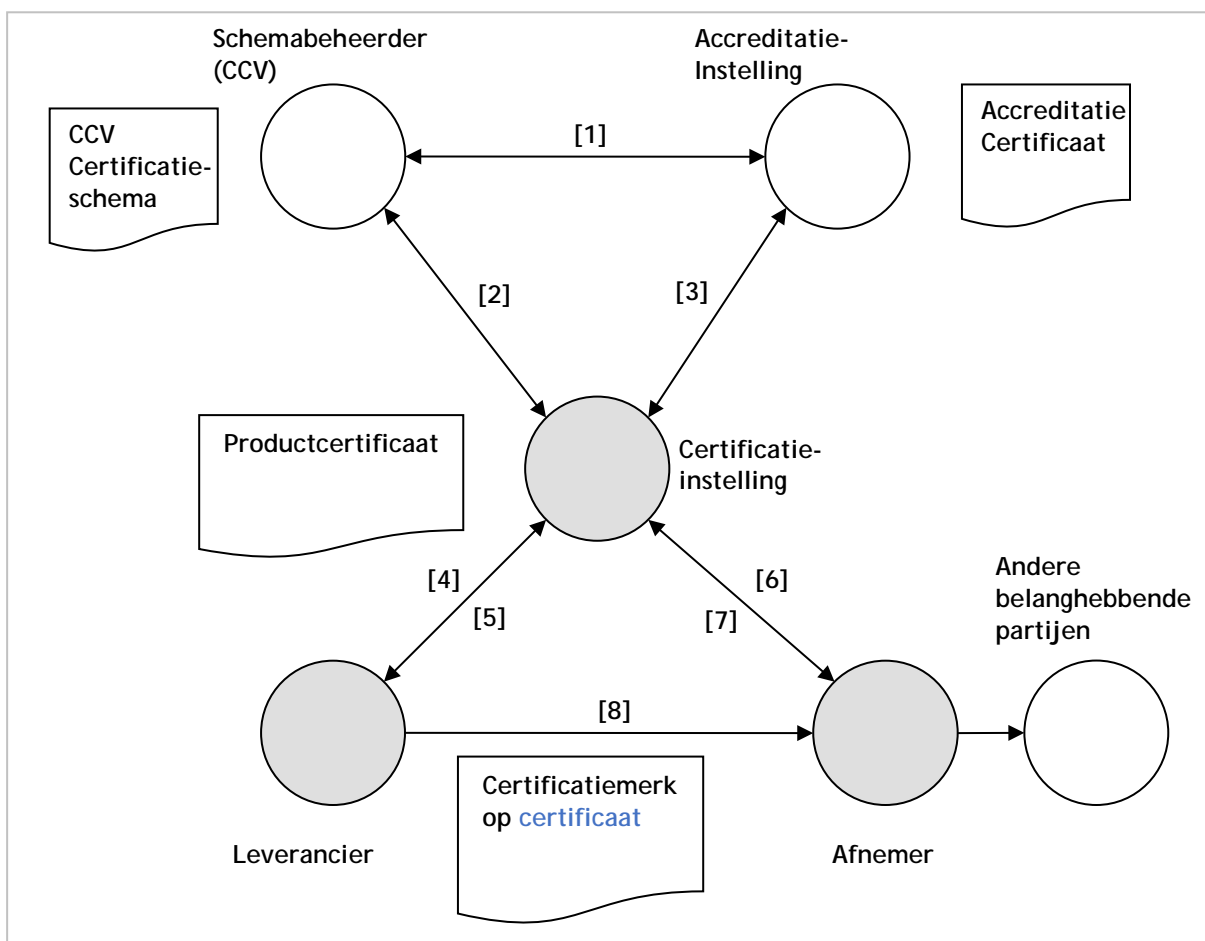 Schemabeheerder
(CCV)
Accreditatie-
Instelling
CCV
Certificatie-
schema
[1]
Accreditatie
Certificaat
[2]
[3]
Productcertificaat
Certificatie-
instelling
[4]
[5]
[6]
[7]
Andere
belanghebbende
partijen
[8]
Certificatiemerk
op certificaat
Leverancier
Afnemer